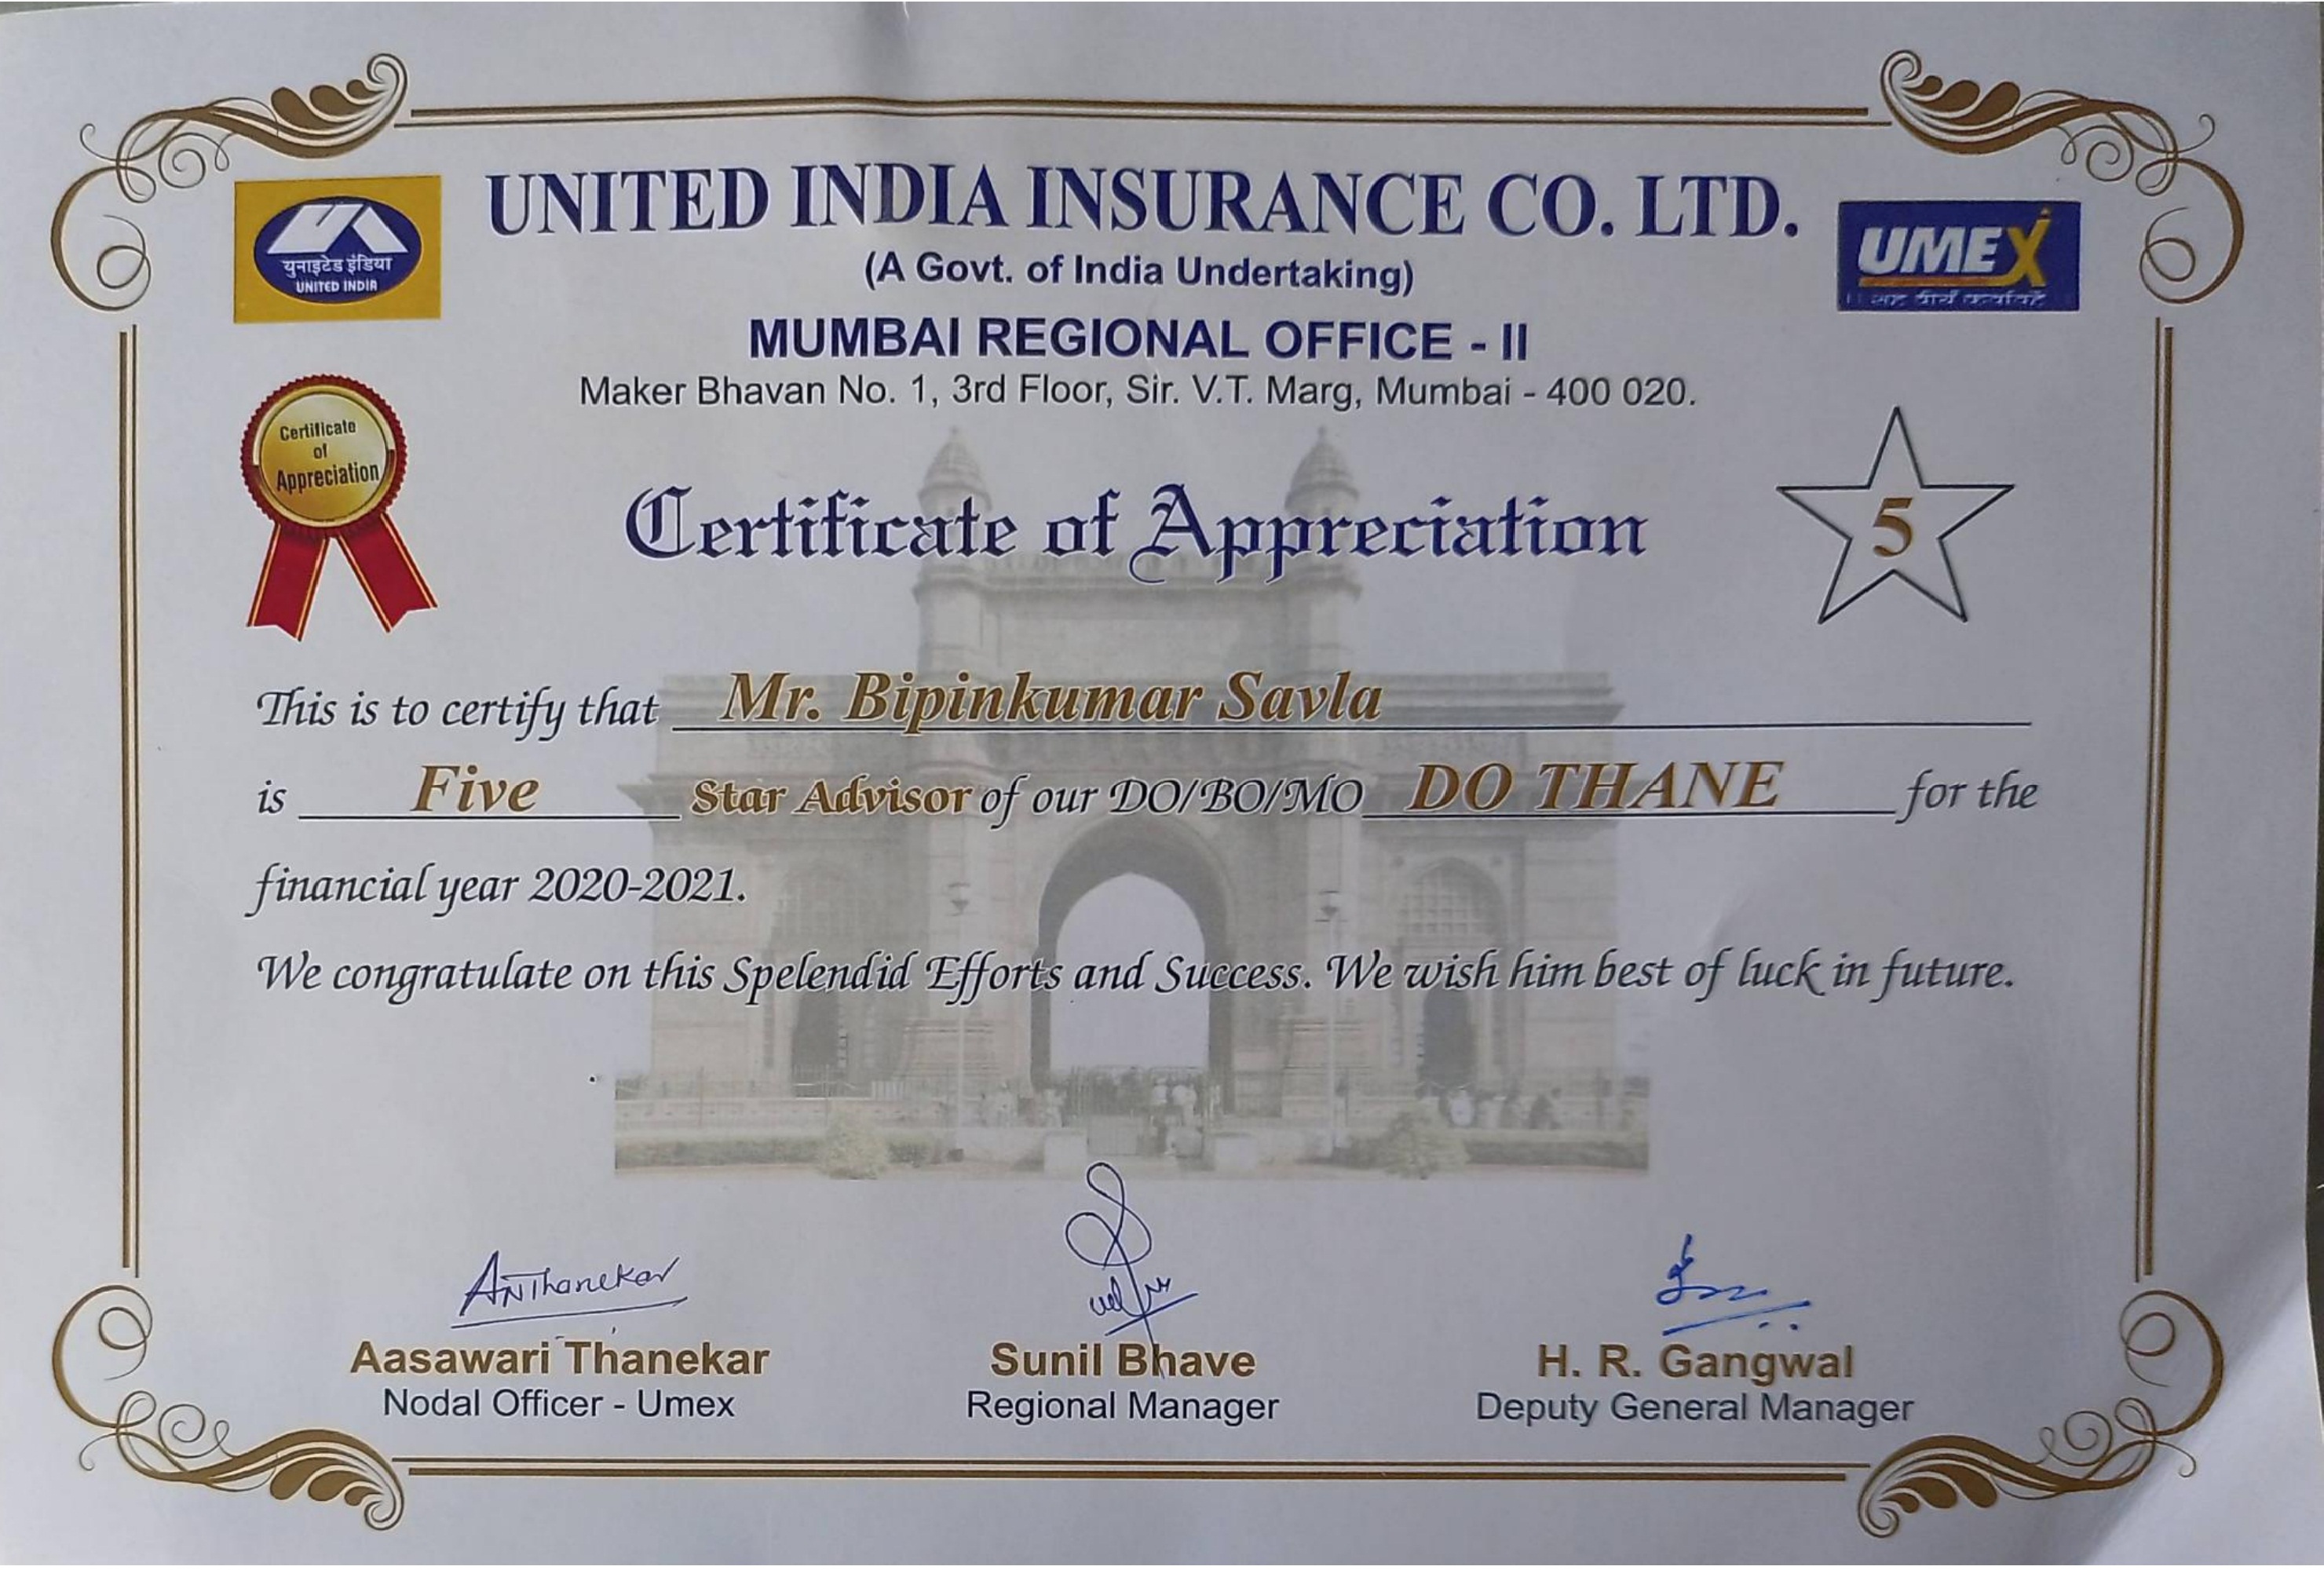 युनाइटेड इंडिया
UNITED INDIA
UNITED INDIA INSURANCE CO. LTD.
(A Govt. of India Undertaking)
UMEX
MUMBAI REGIONAL OFFICE - II
Maker Bhavan No. 1, 3rd Floor, Sir. V.T. Marg, Mumbai - 400 020.
Certificate
of
Appreciation
Certificate of Appreciation
5
This is to certify that Mr. Bipinkumar Savla
is Five Star Advisor of our DO/BO/MO DO THANE for the
financial year 2020-2021.
We congratulate on this Spelendid Efforts and Success. We wish him best of luck in future.
ANThanekar
Aasawari Thanekar
Nodal Officer - Umex
Sunil Bhave
Regional Manager
H. R. Gangwal
Deputy General Manager